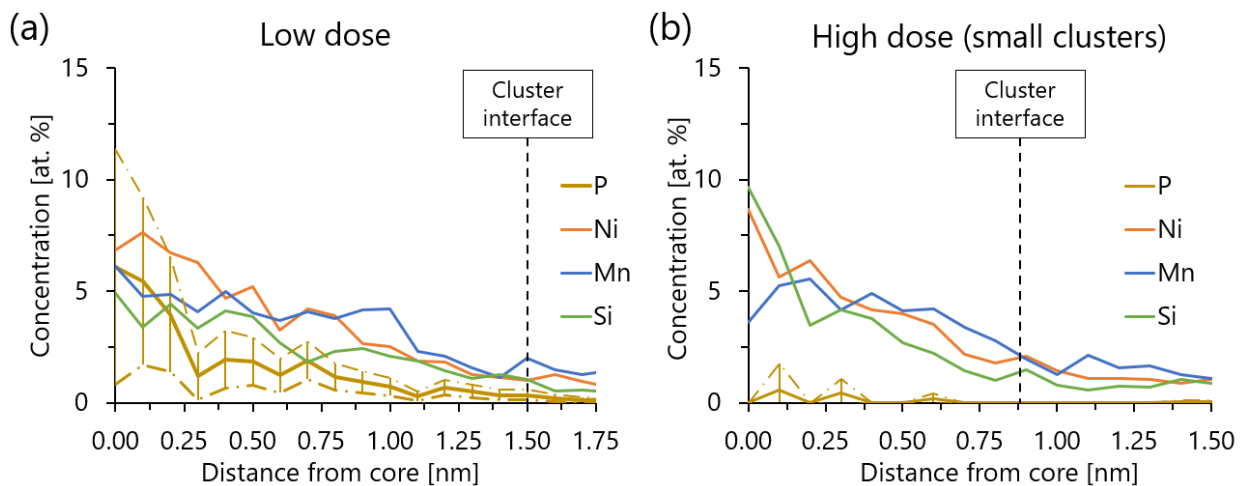 (a)
Low dose
15
10
5
0
Concentration [at. %]
Cluster
interface
P
Ni
Mn
Si
0.00 0.25 0.50 0.75 1.00 1.25 1.50 1.75
Distance from core [nm]
(b)
High dose (small clusters)
15
10
5
0
Concentration [at. %]
Cluster
interface
P
Ni
Mn
Si
0.00 0.25 0.50 0.75 1.00 1.25 1.50
Distance from core [nm]